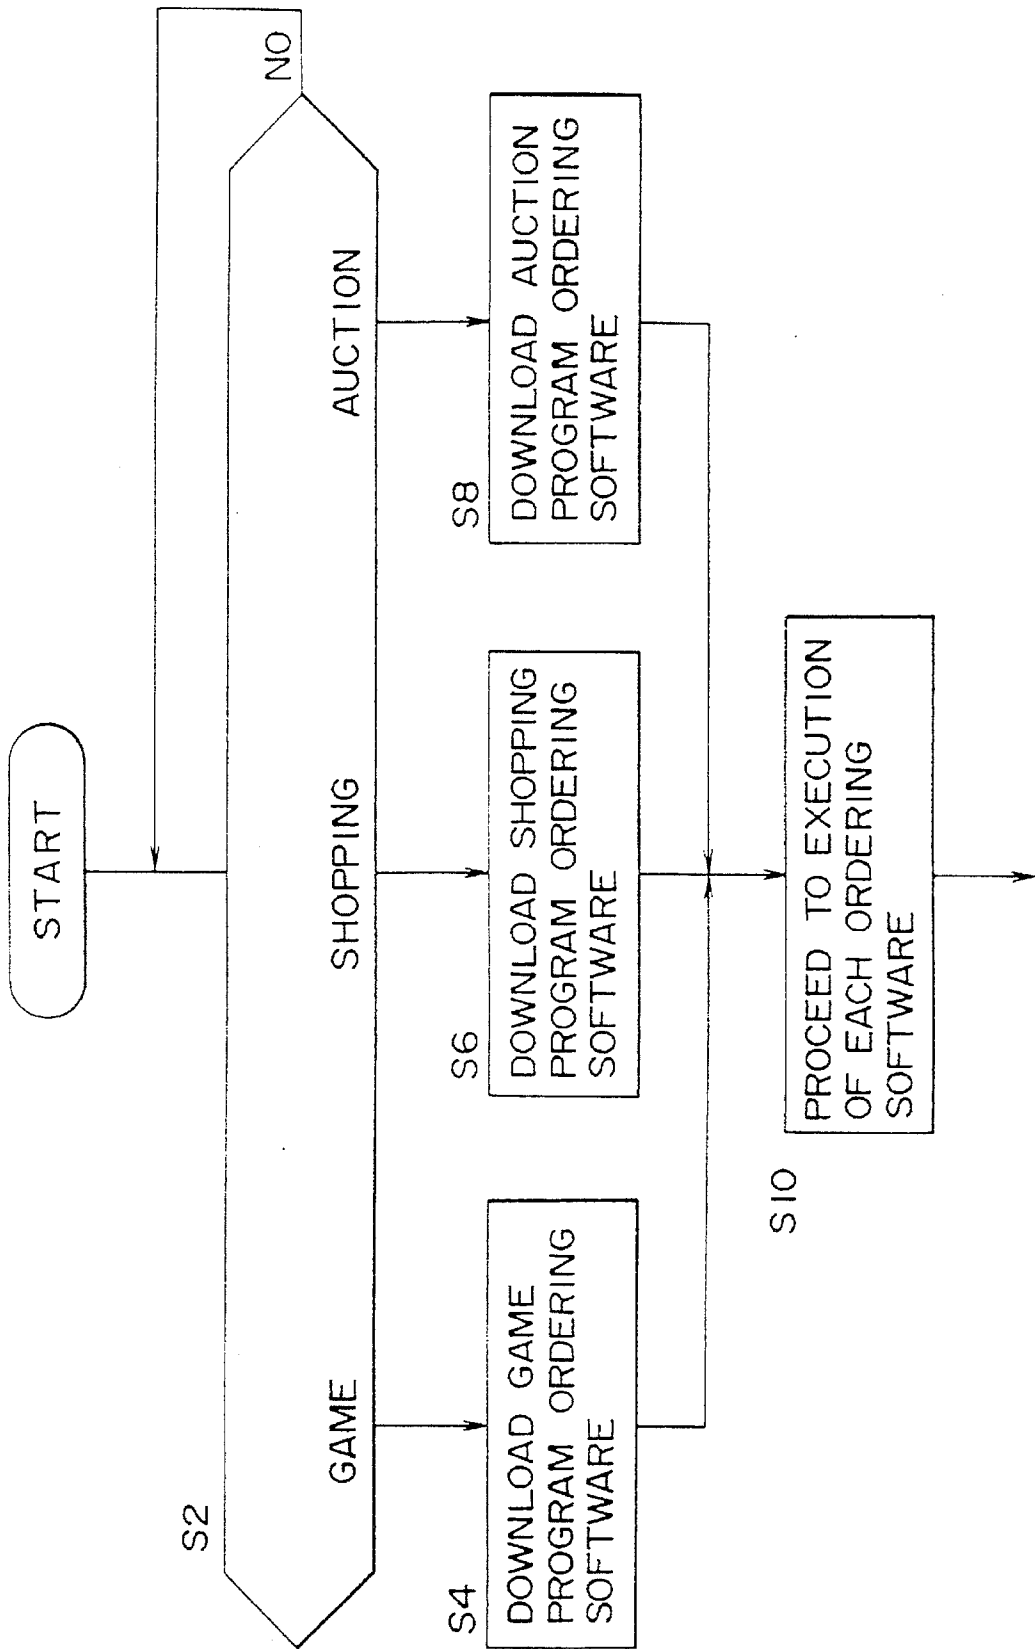 START
NO
S2
GAME
SHOPPING
AUCTION
S4
DOWNLOAD GAME
PROGRAM ORDERING
SOFTWARE
S6
DOWNLOAD SHOPPING
PROGRAM ORDERING
SOFTWARE
S8
DOWNLOAD AUCTION
PROGRAM ORDERING
SOFTWARE
S10
PROCEED TO EXECUTION
OF EACH ORDERING
SOFTWARE